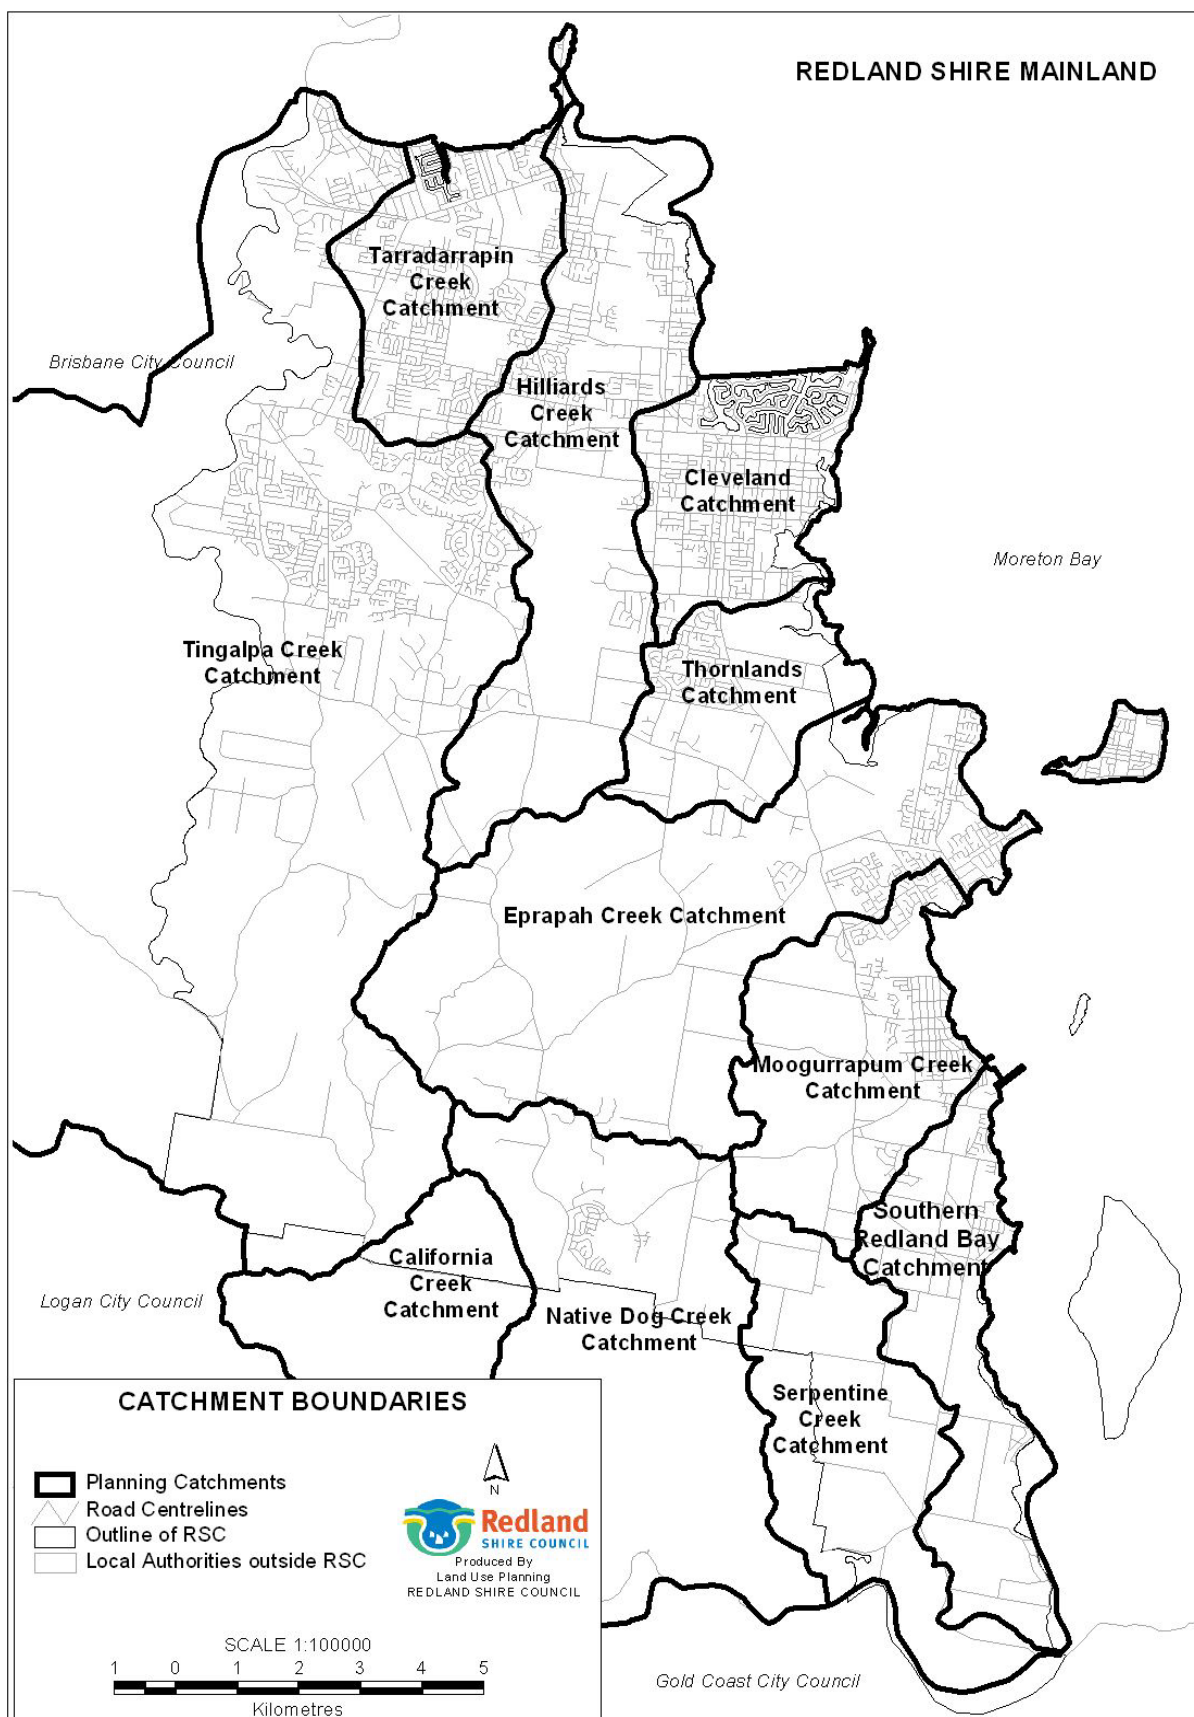 REDLAND SHIRE MAINLAND
Tarradarrapin
Creek
Catchment
Brisbane City Council
Hilliards
Creek
Catchment
Cleveland
Catchment
Moreton Bay
Tingalpa Creek
Catchment
Thornlands
Catchment
Eprapah Creek Catchment
Moogurrapum Creek
Catchment
Southern
Redland Bay
Catchment
California
Creek
Catchment
Logan City Council
Native Dog Creek
Catchment
Serpentine
Creek
Catchment
CATCHMENT BOUNDARIES
Planning Catchments
Road Centrelines
Outline of RSC
Local Authorities outside RSC
N
Redland
SHIRE COUNCIL
Produced By
Land Use Planning
REDLAND SHIRE COUNCIL
SCALE 1:100000
1 0 1 2 3 4 5
Kilometres
Gold Coast City Council